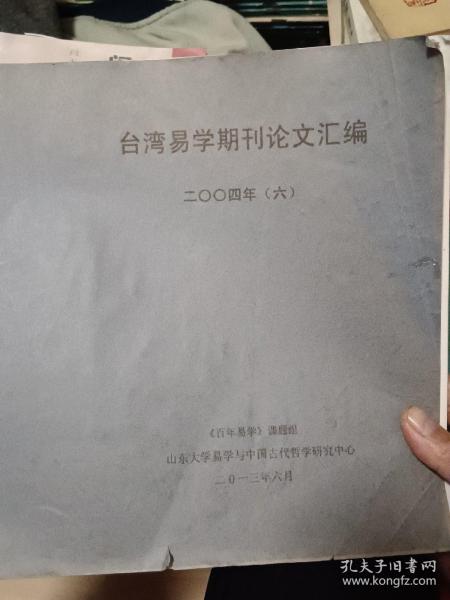 台湾易学期刊论文汇编
二〇〇四年（六）
《百年易学》课题组
山东大学易学与中国古代哲学研究中心
二0一三年六月
孔夫子旧书网
www.kongfz.com